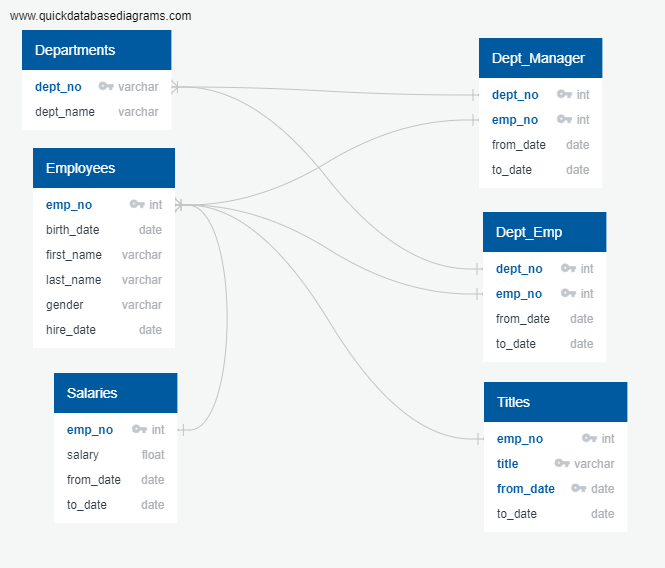 www.quickdatabasediagrams.com
Departments
dept_no varchar
dept_name varchar
Employees
emp_no int
birth_date date
first_name varchar
last_name varchar
gender varchar
hire_date date
Salaries
emp_no int
salary float
from_date date
to_date date
Dept_Manager
dept_no int
emp_no int
from_date date
to_date date
Dept_Emp
dept_no int
emp_no int
from_date date
to_date date
Titles
emp_no int
title varchar
from_date date
to_date date